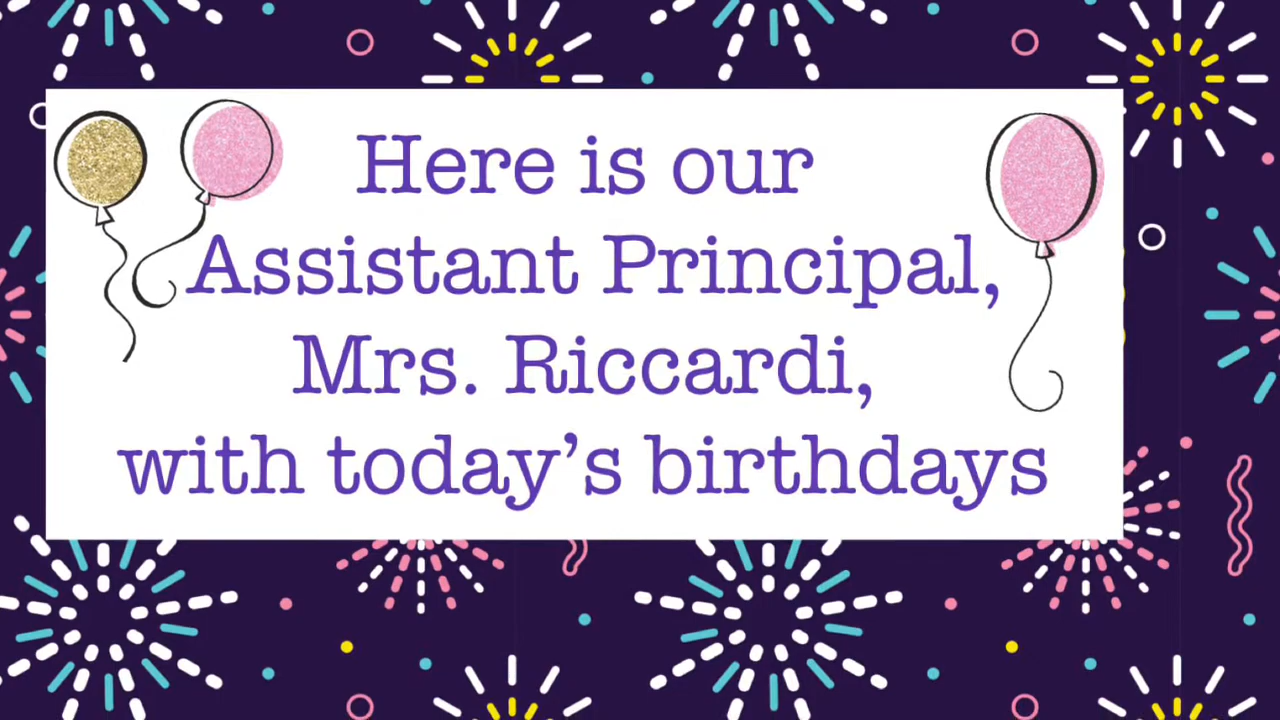 Here is our
Assistant Principal,
Mrs. Riccardi,
with today’s birthdays